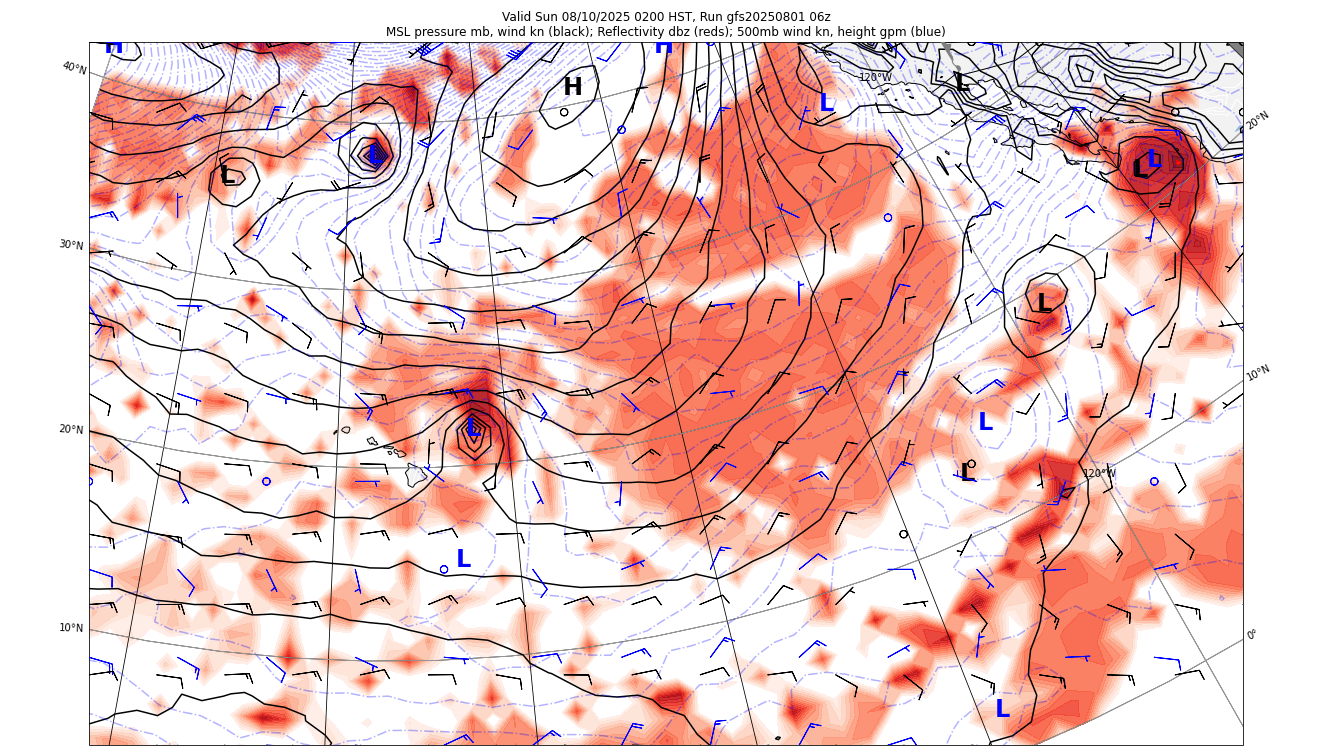 Valid Sun 08/10/2025 0200 HST, Run gfs20250801 06z
MSL pressure mb, wind kn (black); Reflectivity dbz (reds); 500mb wind kn, height gpm (blue)
H
H
40°N
120°W
L
H
L
20°N
L
L
L
L
L
30°N
L
10°N
20°N
L
L
L
120°W
L
10°N
0°
L